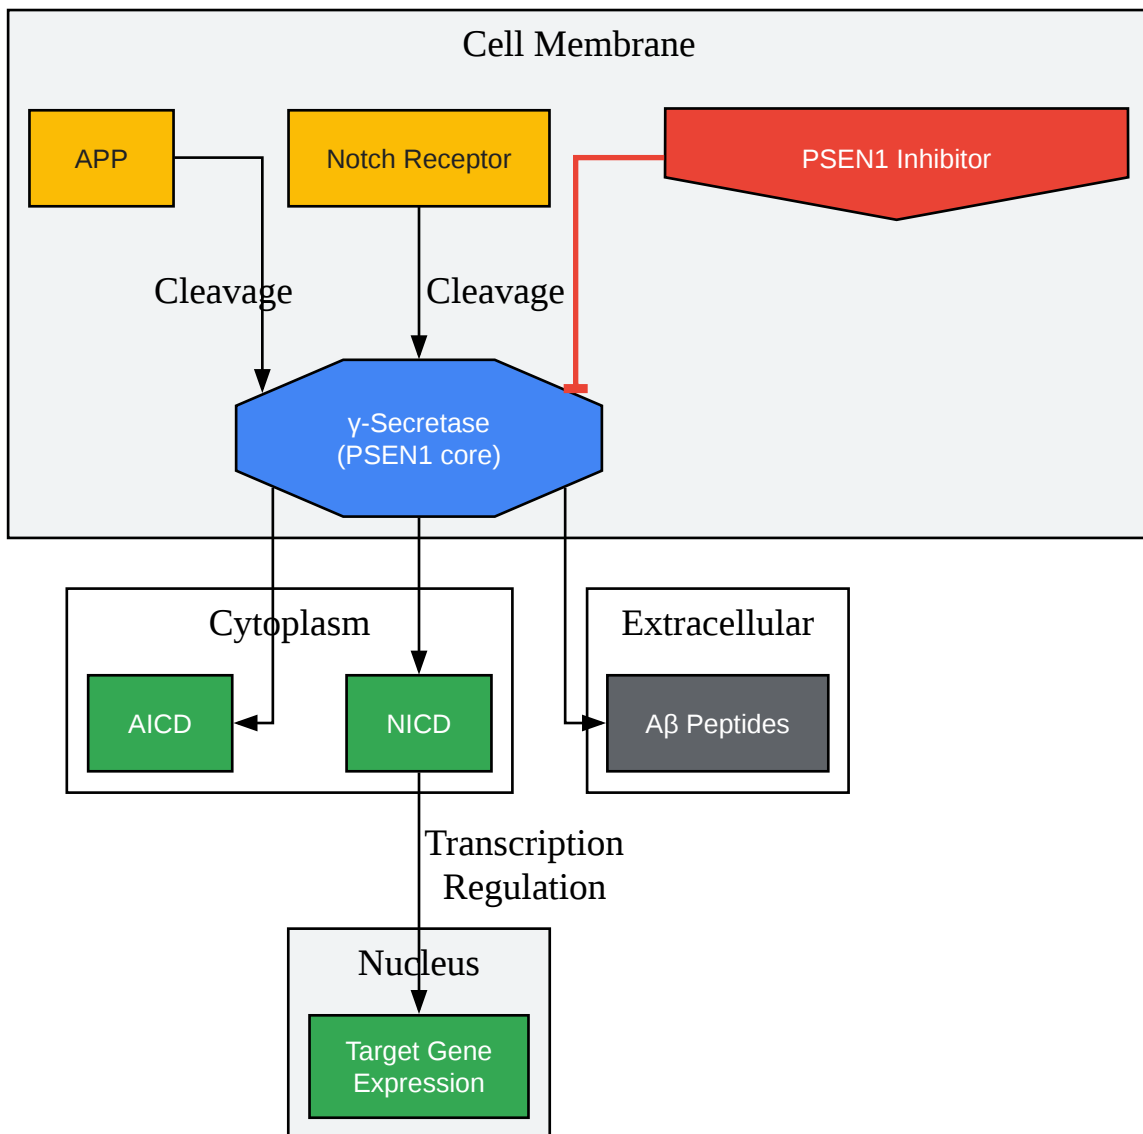 Cell Membrane
APP
Notch Receptor
PSEN1 Inhibitor
Cleavage
Cleavage
γ-Secretase
(PSEN1 core)
Cytoplasm
Extracellular
AICD
NICD
Aβ Peptides
Transcription
Regulation
Nucleus
Target Gene
Expression